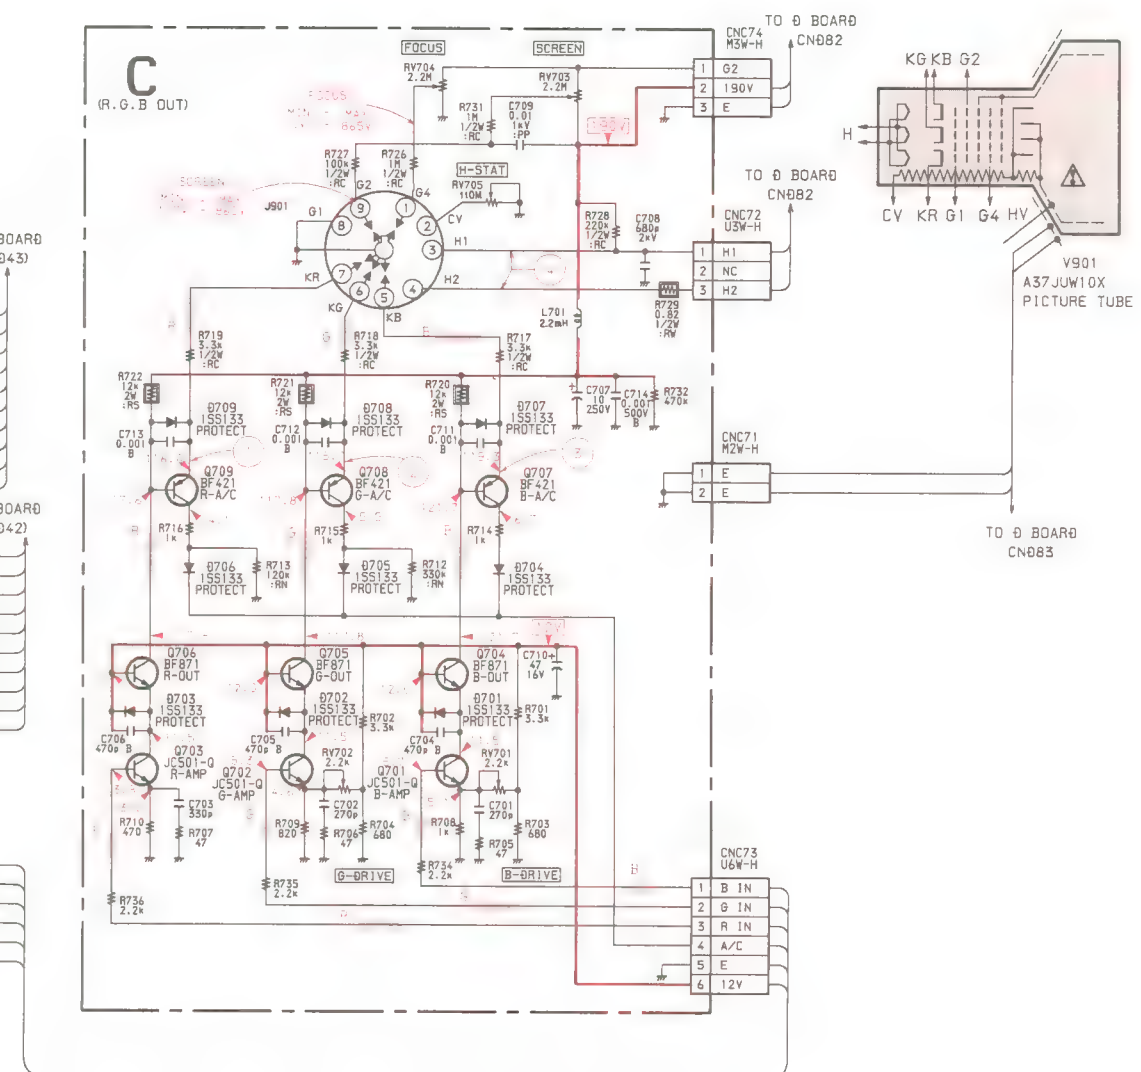 C
(R.G.B OUT)
FOCUS
RV704
2.2M
SCREEN
RV703
2.2M
CNC74
M3W-H
TO D BOARD
CND82
1 G2
2 190V
3 E
R731
1M
1/2W
:RC
C709
0.01
1kV
:PP
190V
R727
100k
1/2W
:RC
R726
1M
1/2W
:RC
H-STAT
RV705
110M
J901
G2
G4
G1
CV
H1
H2
KR
KG
KB
9
1
8
2
3
7
6
5
4
R728
220k
1/2W
:RC
C708
680p
2kV
CNC72
U3W-H
TO D BOARD
CND82
1 H1
2 NC
3 H2
R729
0.82
1/2W
:RW
L701
2.2mH
KG KB G2
H
CV KR G1 G4 HV
V901
A37JUW10X
PICTURE TUBE
BOARD
043)
R719
3.3k
1/2W
:RC
G
R718
3.3k
1/2W
:RC
B
R717
3.3k
1/2W
:RC
R722
12k
2W
:RS
R721
12k
2W
:RS
R720
12k
2W
:RS
D709
1SS133
PROTECT
D708
1SS133
PROTECT
D707
1SS133
PROTECT
C707
10
250V
C714
0.001
500V
B
R732
470k
C713
0.001
B
C712
0.001
B
C711
0.001
B
Q709
BF421
R-A/C
Q708
BF421
G-A/C
Q707
BF421
B-A/C
CNC71
M2W-H
1 E
2 E
TO D BOARD
CND83
BOARD
042)
R716
1k
R715
1k
R714
1k
D706
1SS133
PROTECT
R713
120k
:RN
D705
1SS133
PROTECT
R712
330k
:RN
D704
1SS133
PROTECT
Q706
BF871
R-OUT
Q705
BF871
G-OUT
Q704
BF871
B-OUT
C710
47
16V
D703
1SS133
PROTECT
D702
1SS133
PROTECT
D701
1SS133
PROTECT
R702
3.3k
R701
3.3k
C706
470p B
C705
470p B
C704
470p B
Q703
JC501-Q
R-AMP
Q702
JC501-Q
G-AMP
RV702
2.2k
Q701
JC501-Q
B-AMP
RV701
2.2k
C703
330p
C702
270p
C701
270p
R710
470
R707
47
R709
820
R706
47
R704
680
R708
1k
R705
47
R703
680
G-DRIVE
B-DRIVE
R736
2.2k
R735
2.2k
R734
2.2k
B
CNC73
U6W-H
1 B IN
2 G IN
3 R IN
4 A/C
5 E
6 12V